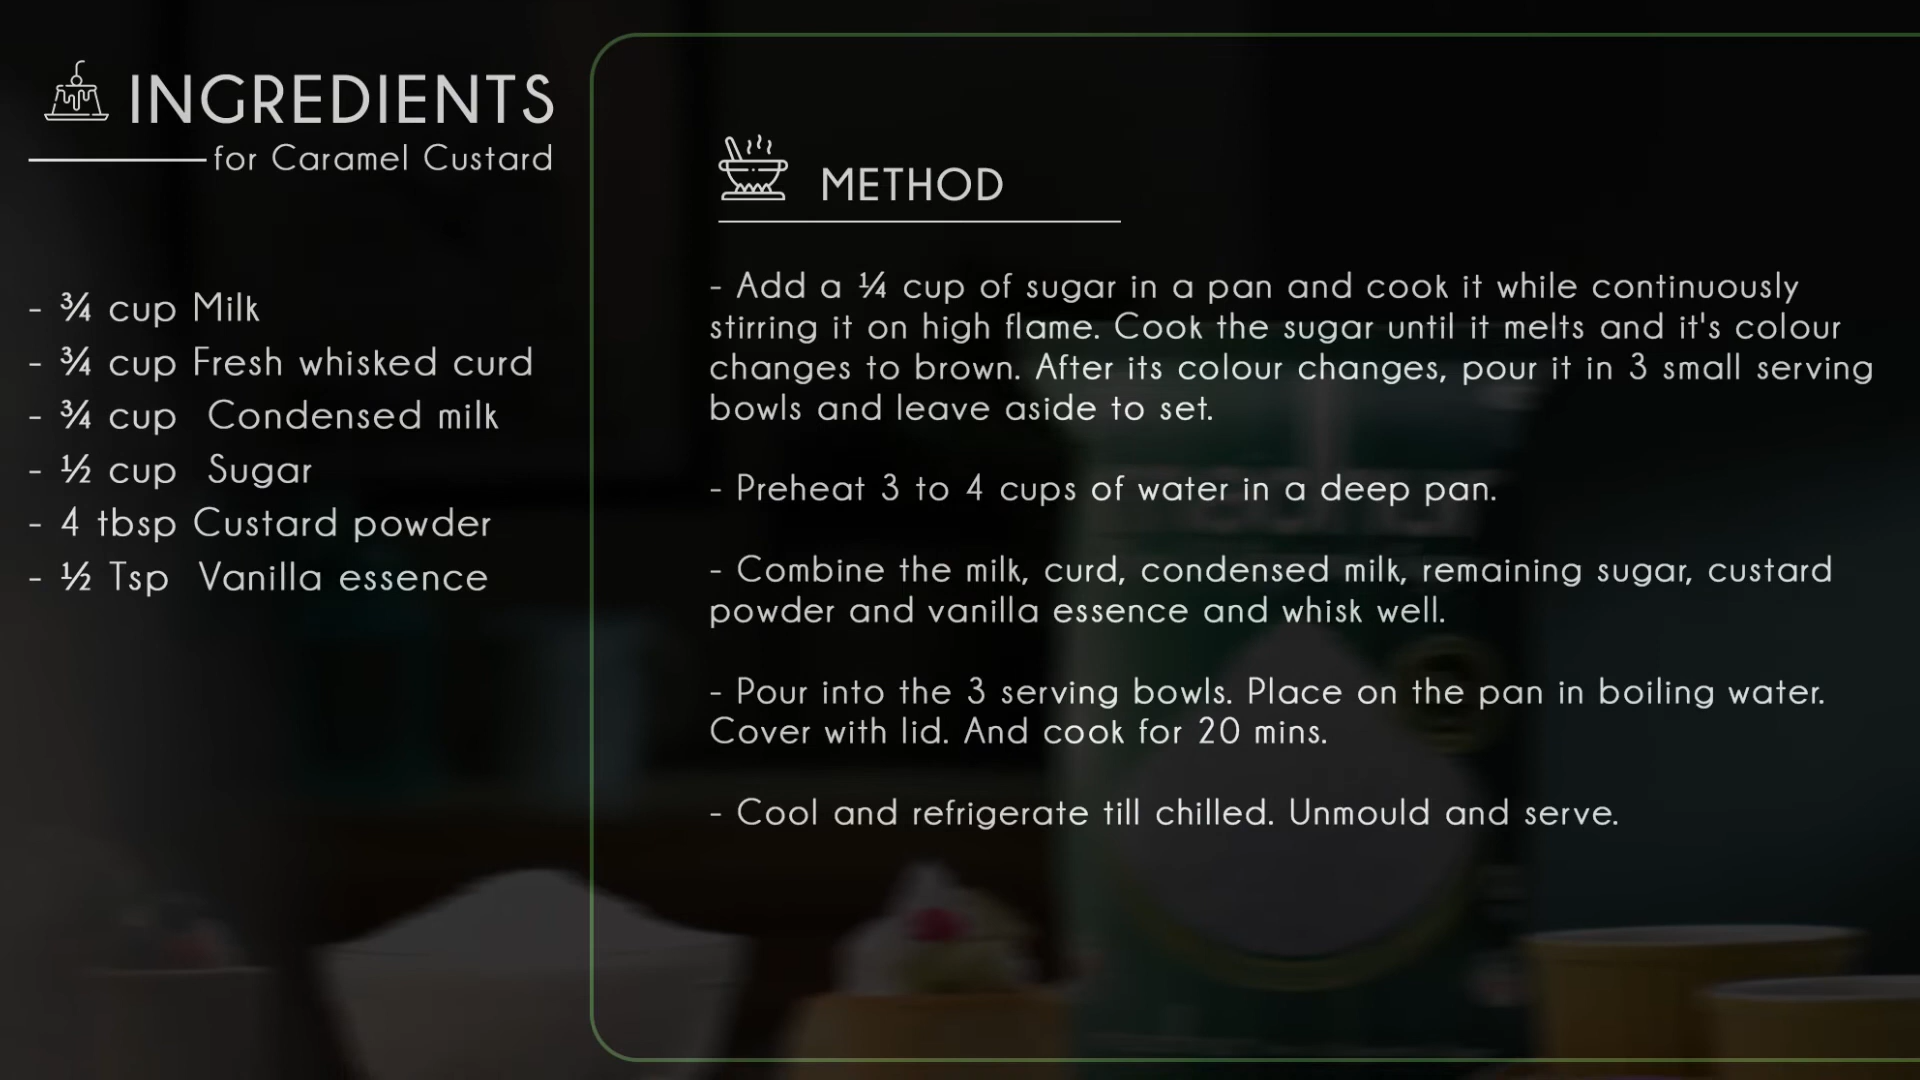 INGREDIENTS
for Caramel Custard
- ¾ cup Milk
- ¾ cup Fresh whisked curd
- ¾ cup Condensed milk
- ½ cup Sugar
- 4 tbsp Custard powder
- ½ Tsp Vanilla essence
METHOD
- Add a ¼ cup of sugar in a pan and cook it while continuously
stirring it on high flame. Cook the sugar until it melts and it's colour
changes to brown. After its colour changes, pour it in 3 small serving
bowls and leave aside to set.
- Preheat 3 to 4 cups of water in a deep pan.
- Combine the milk, curd, condensed milk, remaining sugar, custard
powder and vanilla essence and whisk well.
- Pour into the 3 serving bowls. Place on the pan in boiling water.
Cover with lid. And cook for 20 mins.
- Cool and refrigerate till chilled. Unmould and serve.